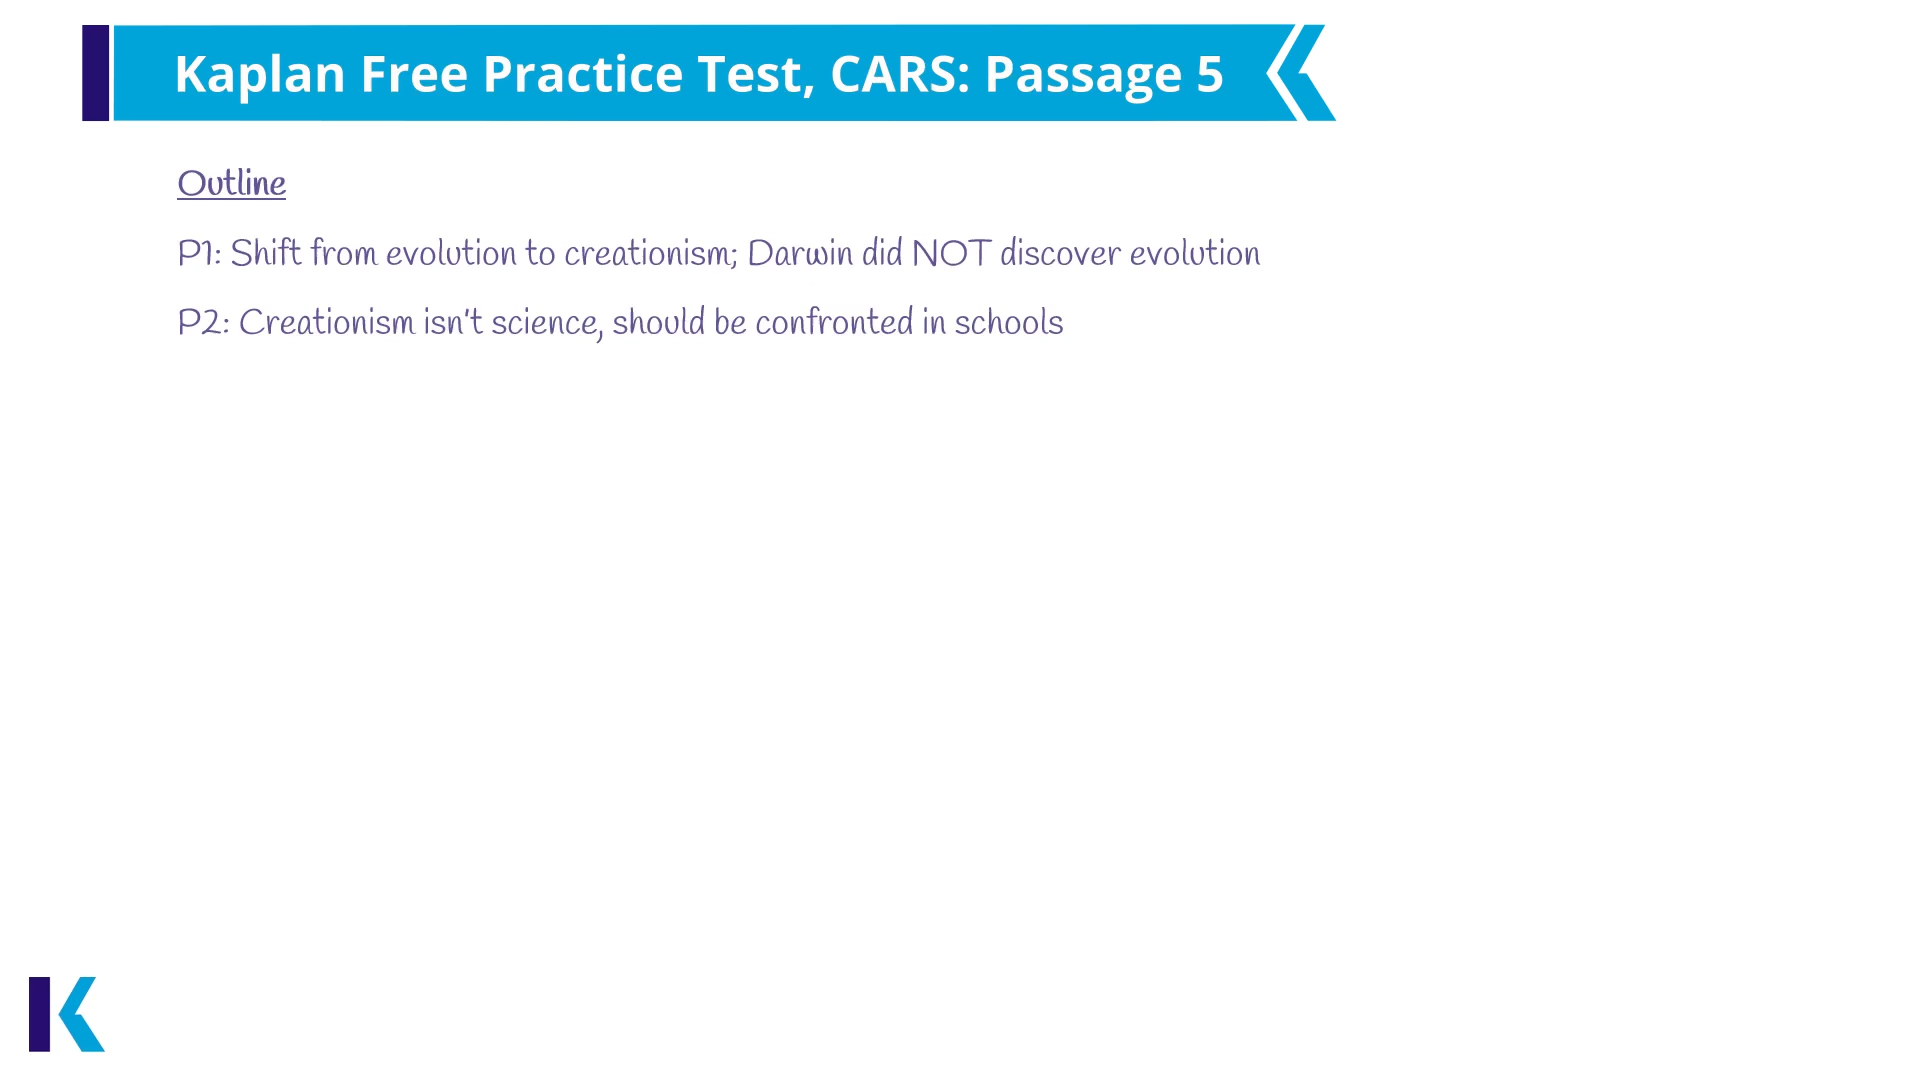 Kaplan Free Practice Test, CARS: Passage 5
Outline
P1: Shift from evolution to creationism; Darwin did NOT discover evolution
P2: Creationism isn't science, should be confronted in schools